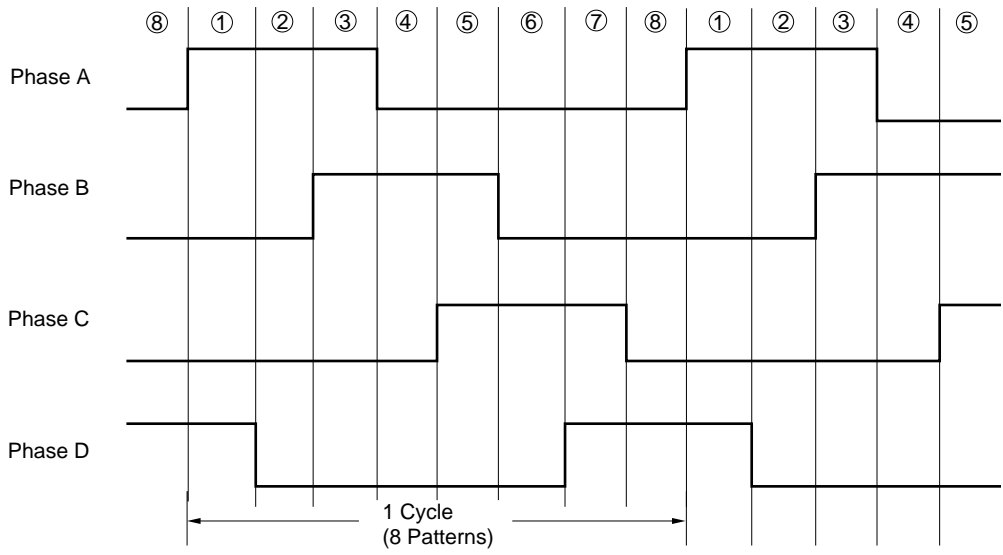 ⑧ ① ② ③ ④ ⑤ ⑥ ⑦ ⑧ ① ② ③ ④ ⑤
Phase A
Phase B
Phase C
Phase D
1 Cycle
(8 Patterns)